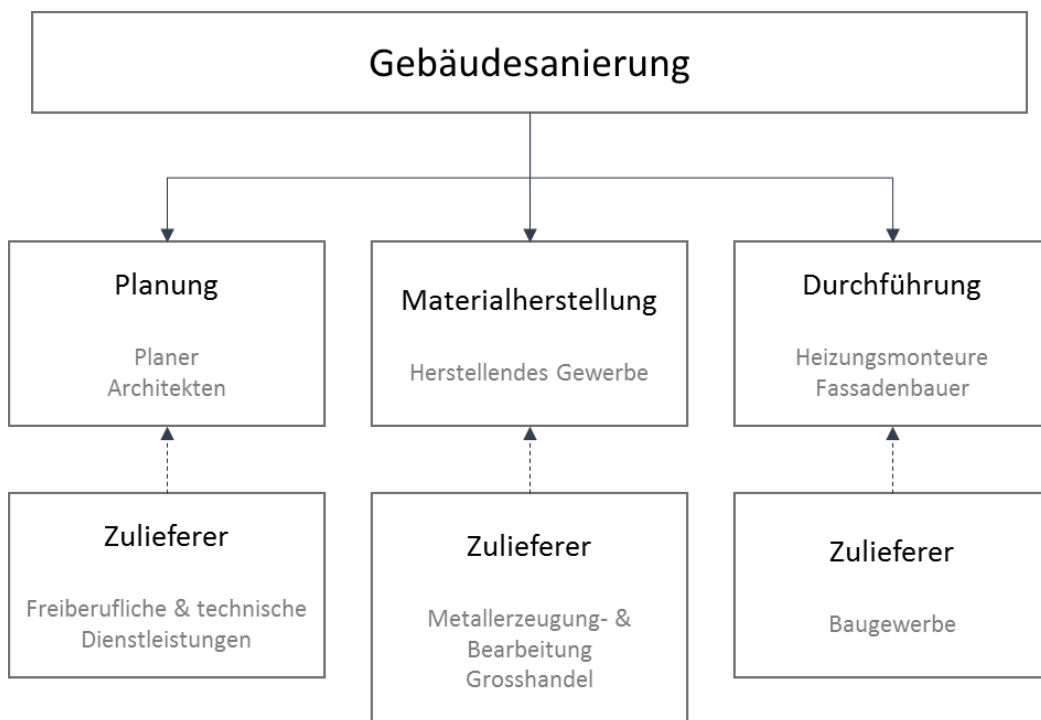 Gebäudesanierung
Planung
Planer
Architekten
Materialherstellung
Herstellendes Gewerbe
Durchführung
Heizungsmonteure
Fassadenbauer
Zulieferer
Freiberufliche & technische
Dienstleistungen
Zulieferer
Metallerzeugung- &
Bearbeitung
Grosshandel
Zulieferer
Baugewerbe